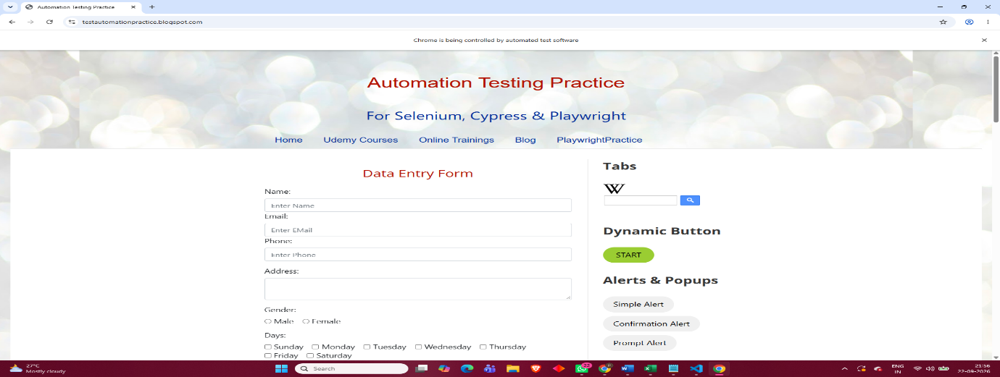 Automation Testing Practice
testautomationpractice.blogspot.com
Chrome is being controlled by automated test software
Automation Testing Practice
For Selenium, Cypress & Playwright
Home Udemy Courses Online Trainings Blog PlaywrightPractice
Data Entry Form
Name:
Enter Name
Email:
Enter EMail
Phone:
Enter Phone
Address:
Gender:
Male Female
Days:
Sunday Monday Tuesday Wednesday Thursday
Friday Saturday
Tabs
W
Dynamic Button
START
Alerts & Popups
Simple Alert
Confirmation Alert
Prompt Alert
27°C
Mostly cloudy
Search
ENG
IN
21:56
22-09-2026